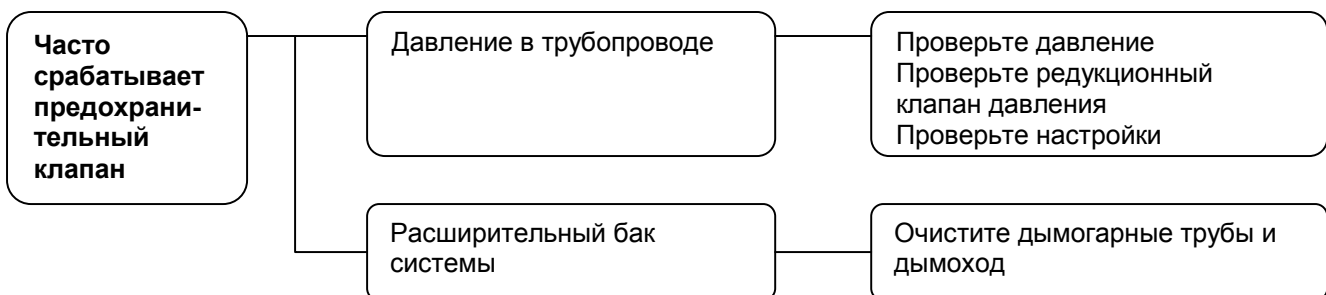 Часто
срабатывает
предохрани-
тельный
клапан
Давление в трубопроводе
Проверьте давление
Проверьте редукционный
клапан давления
Проверьте настройки
Расширительный бак
системы
Очистите дымогарные трубы и
дымоход